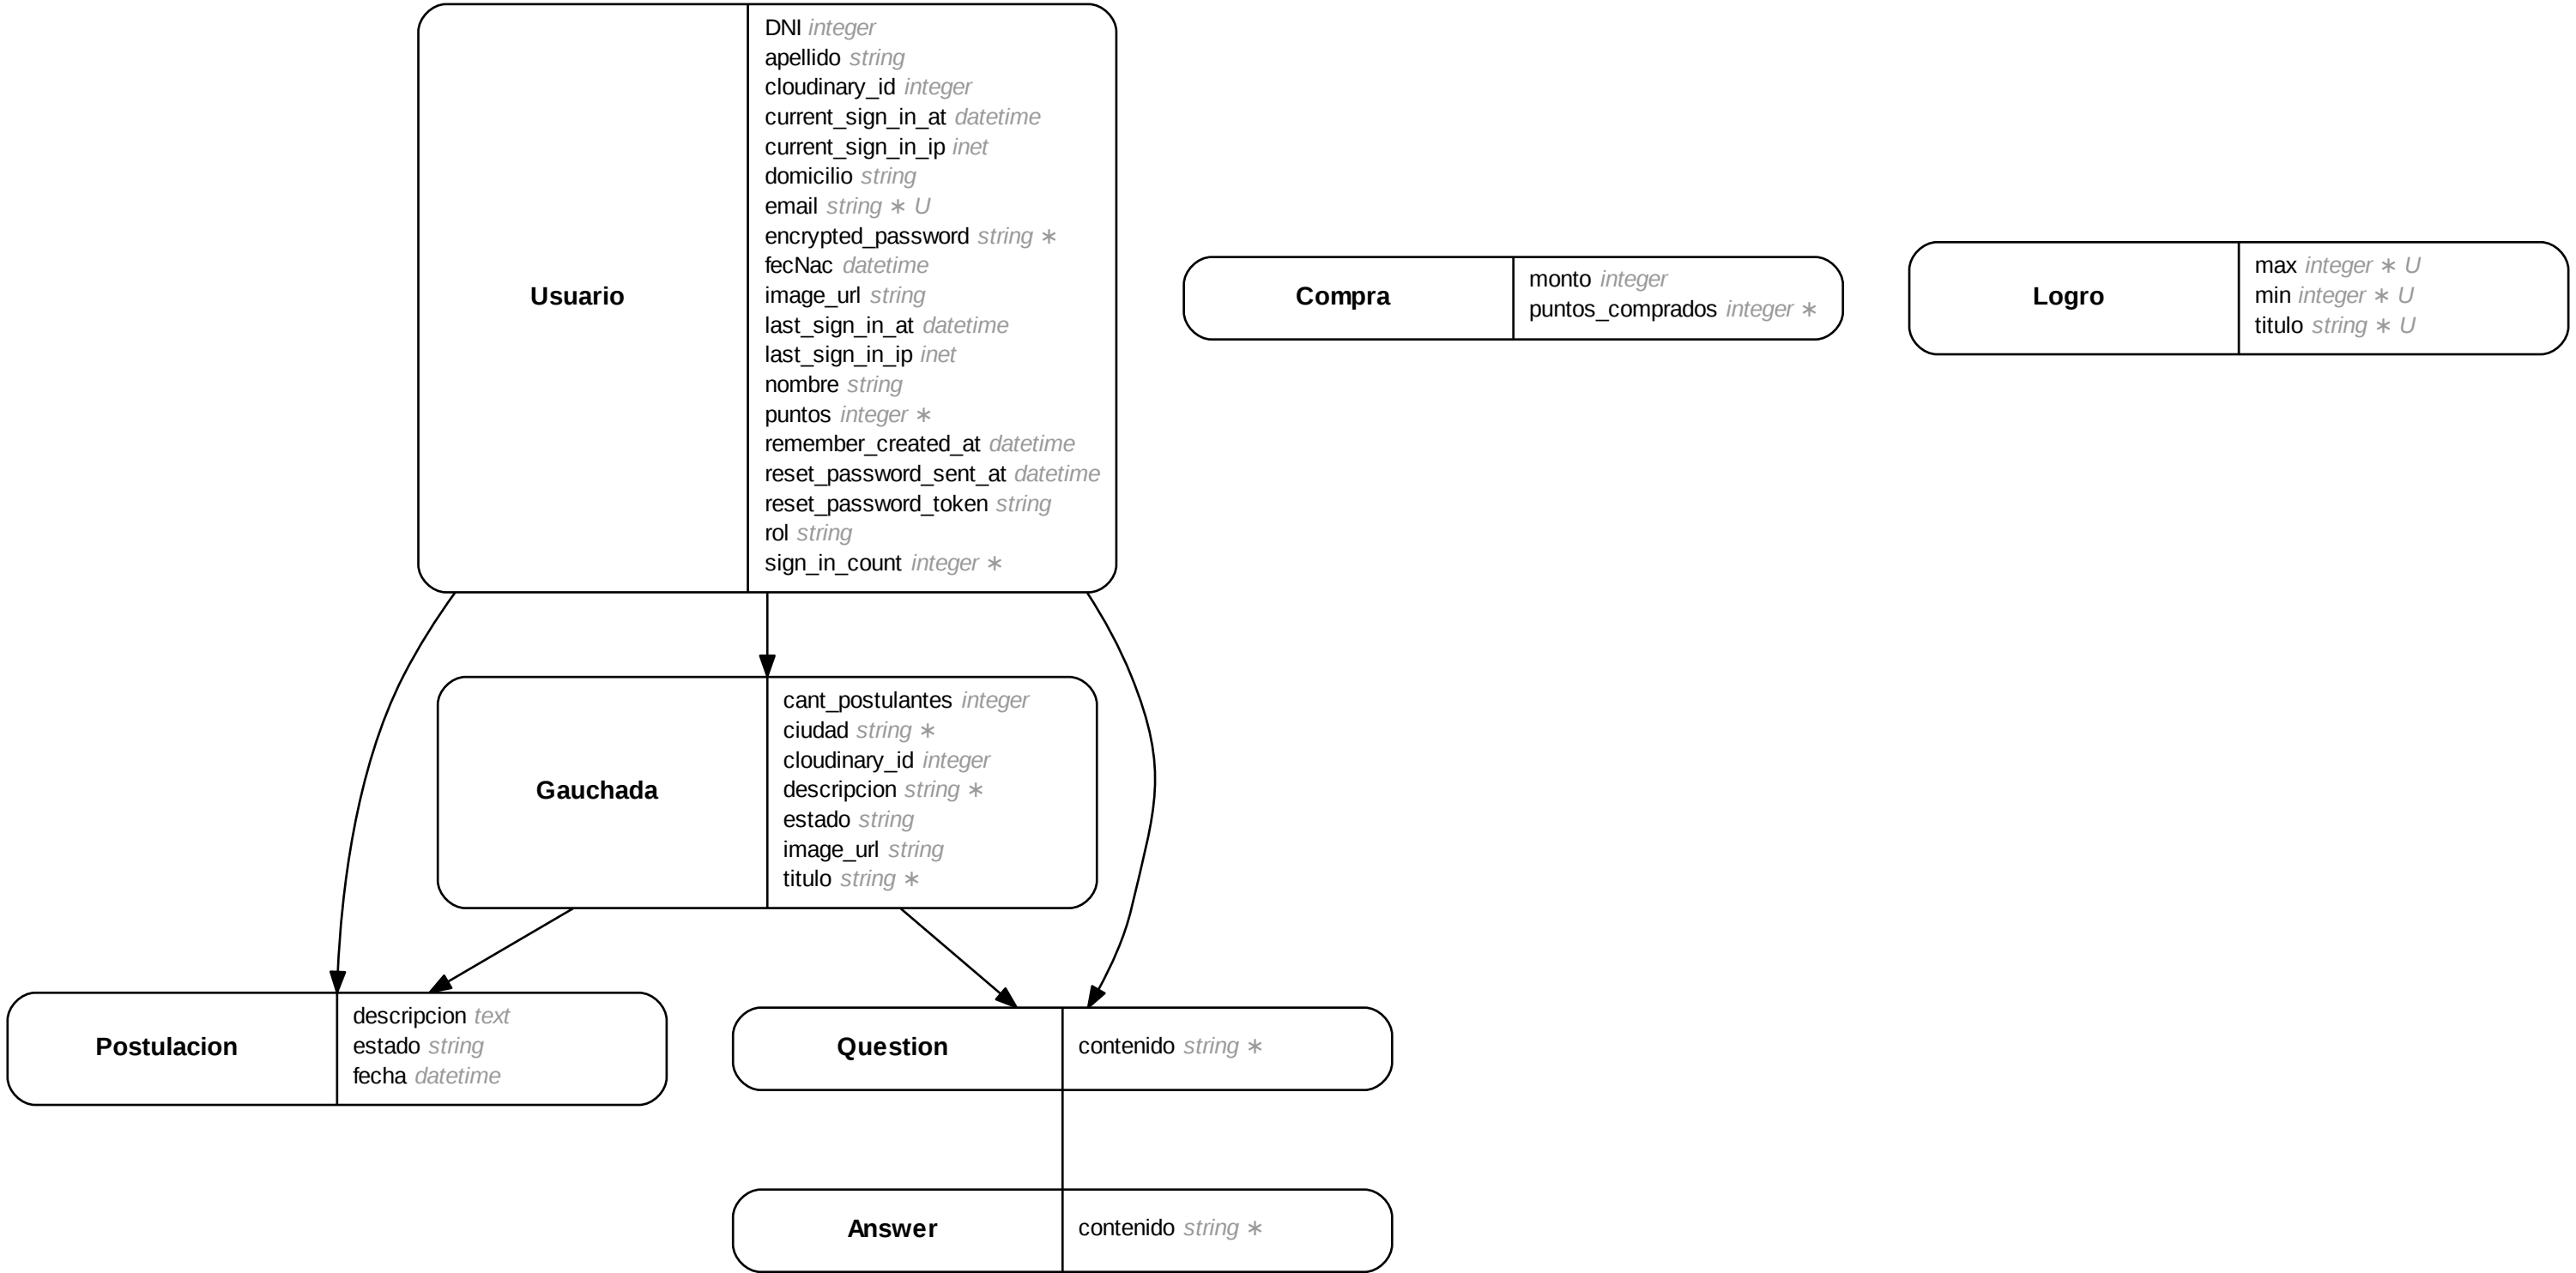 Usuario
DNI integer
apellido string
cloudinary_id integer
current_sign_in_at datetime
current_sign_in_ip inet
domicilio string
email string ∗ U
encrypted_password string ∗
fecNac datetime
image_url string
last_sign_in_at datetime
last_sign_in_ip inet
nombre string
puntos integer ∗
remember_created_at datetime
reset_password_sent_at datetime
reset_password_token string
rol string
sign_in_count integer ∗
Compra
monto integer
puntos_comprados integer ∗
Logro
max integer ∗ U
min integer ∗ U
titulo string ∗ U
Gauchada
cant_postulantes integer
ciudad string ∗
cloudinary_id integer
descripcion string ∗
estado string
image_url string
titulo string ∗
Postulacion
descripcion text
estado string
fecha datetime
Question
contenido string ∗
Answer
contenido string ∗